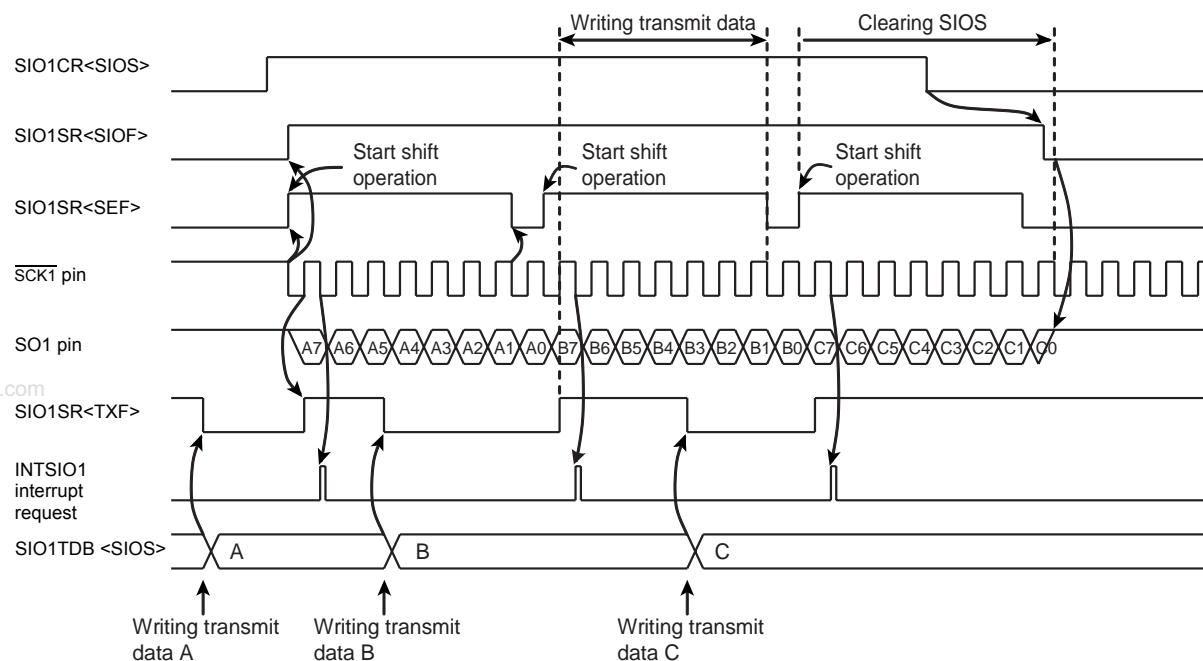 Writing transmit data
Clearing SIOS
SIO1CR<SIOS>
SIO1SR<SIOF>
Start shift
operation
Start shift
operation
Start shift
operation
SIO1SR<SEF>
SCK1 pin
SO1 pin
A7 A6 A5 A4 A3 A2 A1 A0 B7 B6 B5 B4 B3 B2 B1 B0 C7 C6 C5 C4 C3 C2 C1 C0
.com
SIO1SR<TXF>
INTSIO1
interrupt
request
SIO1TDB <SIOS>
A
B
C
Writing transmit
data A
Writing transmit
data B
Writing transmit
data C